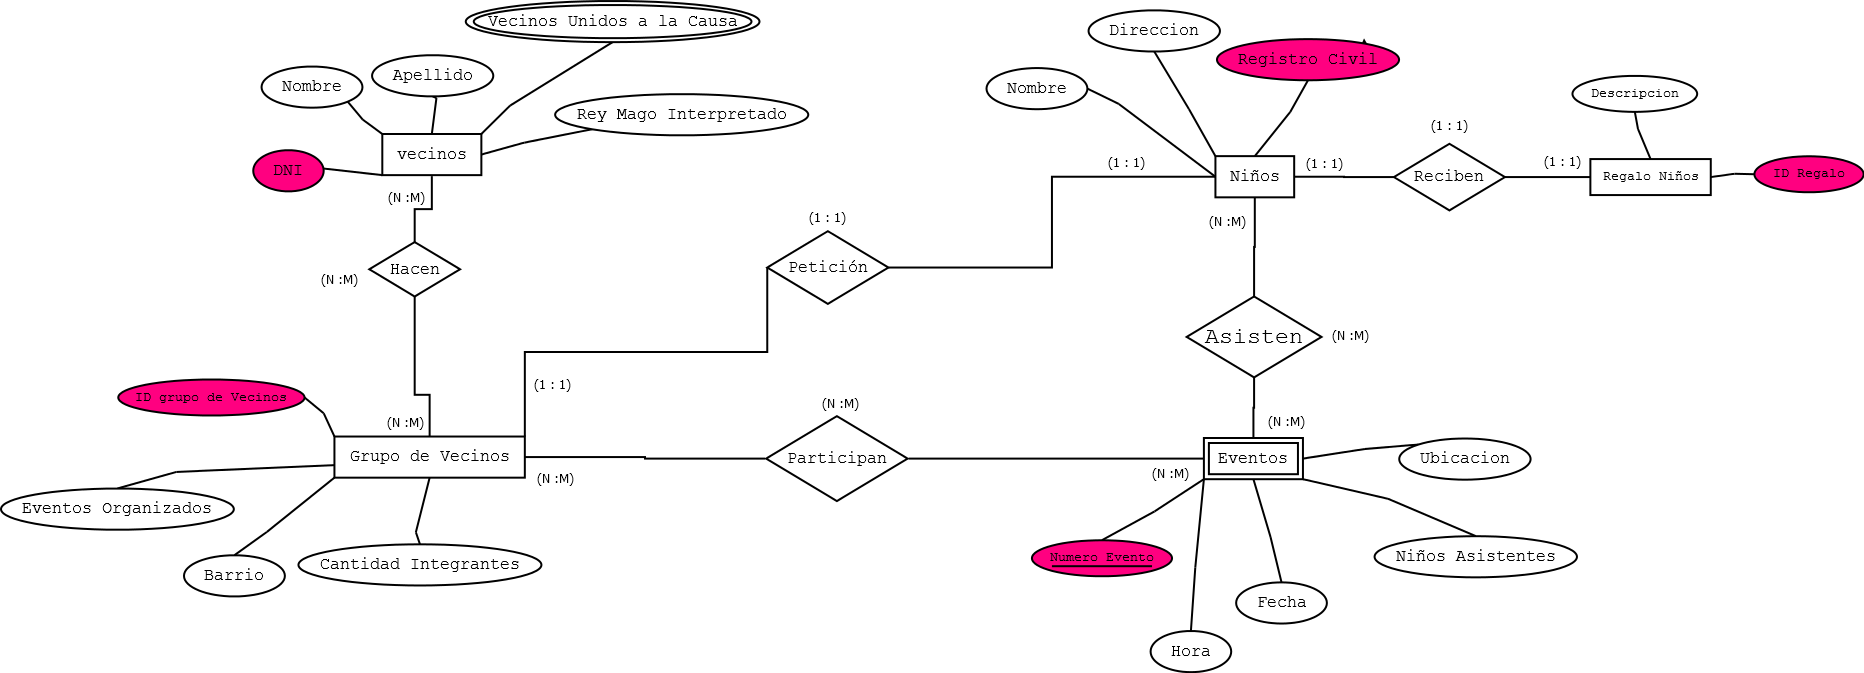 Vecinos Unidos a la Causa
Direccion
Registro Civil
Apellido
Nombre
Nombre
Descripcion
Rey Mago Interpretado
(1 : 1)
vecinos
(1 : 1)
(1 : 1)
(1 : 1)
DNI
Niños
Reciben
Regalo Niños
ID Regalo
(N :M)
(1 : 1)
(N :M)
Hacen
Petición
(N :M)
Asisten
(N :M)
(1 : 1)
ID grupo de Vecinos
(N :M)
(N :M)
(N :M)
Grupo de Vecinos
Participan
Eventos
Ubicacion
(N :M)
(N :M)
Eventos Organizados
Numero Evento
Niños Asistentes
Cantidad Integrantes
Barrio
Fecha
Hora